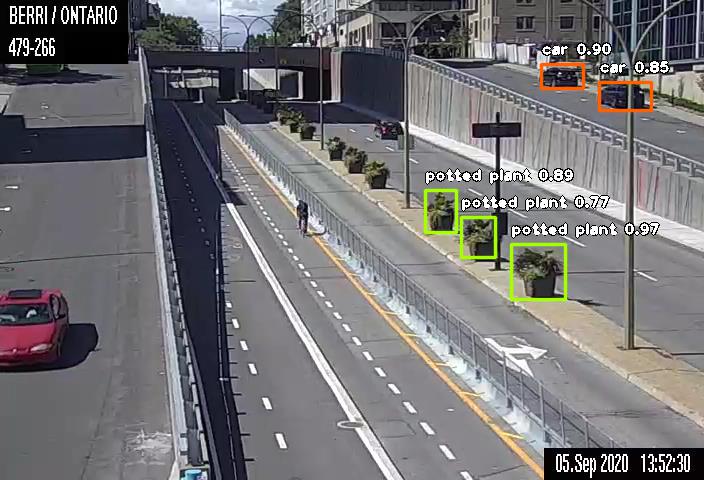 BERRI / ONTARIO
479-266
car 0.90
car 0.85
potted plant 0.89
potted plant 0.77
potted plant 0.97
05.Sep 2020 13:52:30